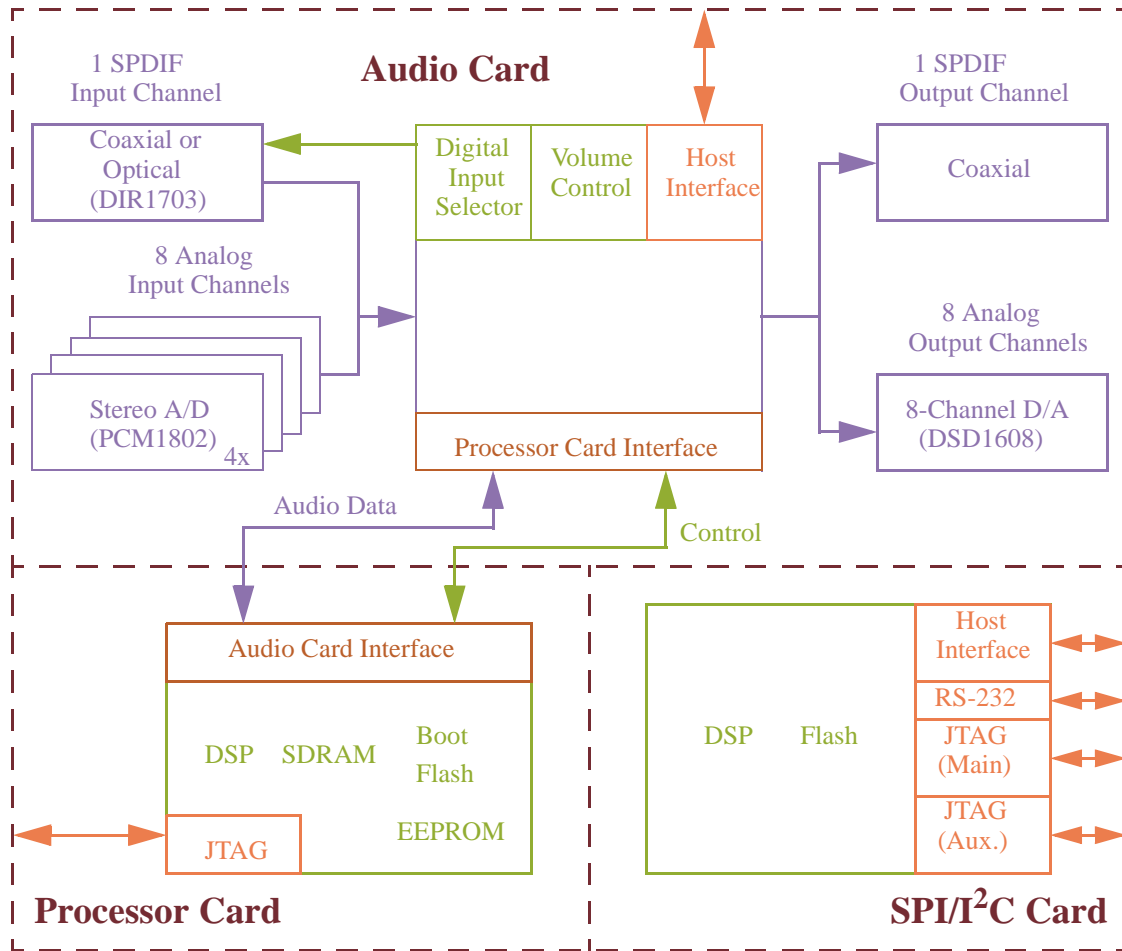 Audio Card
1 SPDIF
Input Channel
Coaxial or
Optical
(DIR1703)
8 Analog
Input Channels
Stereo A/D
(PCM1802)
4x
Digital
Input
Selector
Volume
Control
Host
Interface
Processor Card Interface
1 SPDIF
Output Channel
Coaxial
8 Analog
Output Channels
8-Channel D/A
(DSD1608)
Audio Data
Control
Audio Card Interface
DSP
SDRAM
Boot
Flash
EEPROM
JTAG
Processor Card
DSP
Flash
Host
Interface
RS-232
JTAG
(Main)
JTAG
(Aux.)
SPI/I²C Card